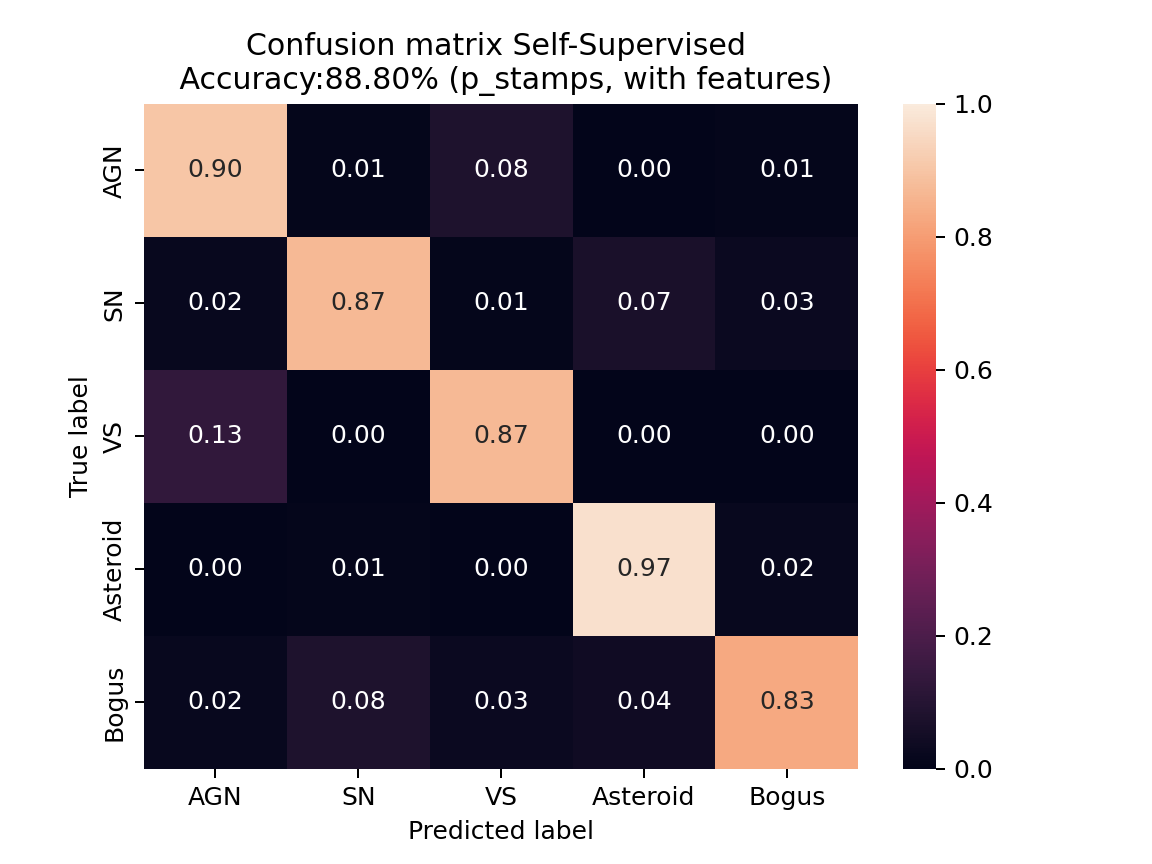 Confusion matrix Self-Supervised
Accuracy:88.80% (p_stamps, with features)
True label
AGN 0.90 0.01 0.08 0.00 0.01
SN 0.02 0.87 0.01 0.07 0.03
VS 0.13 0.00 0.87 0.00 0.00
Asteroid 0.00 0.01 0.00 0.97 0.02
Bogus 0.02 0.08 0.03 0.04 0.83
AGN SN VS Asteroid Bogus
Predicted label
1.0
0.8
0.6
0.4
0.2
0.0